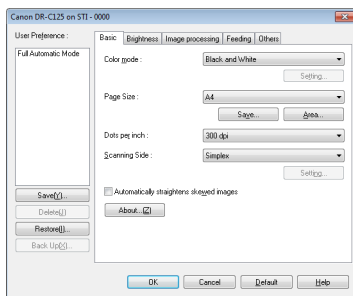 Canon DR-C125 on STI - 0000
User Preference :
Full Automatic Mode
Save(Y)...
Delete(J)
Restore(I)...
Back Up(X)...
Basic
Brightness
Image processing
Feeding
Others
Color mode :
Black and White
Setting...
Page Size :
A4
Save...
Area...
Dots per inch :
300 dpi
Scanning Side :
Simplex
Setting...
Automatically straightens skewed images
About...(Z)
OK
Cancel
Default
Help